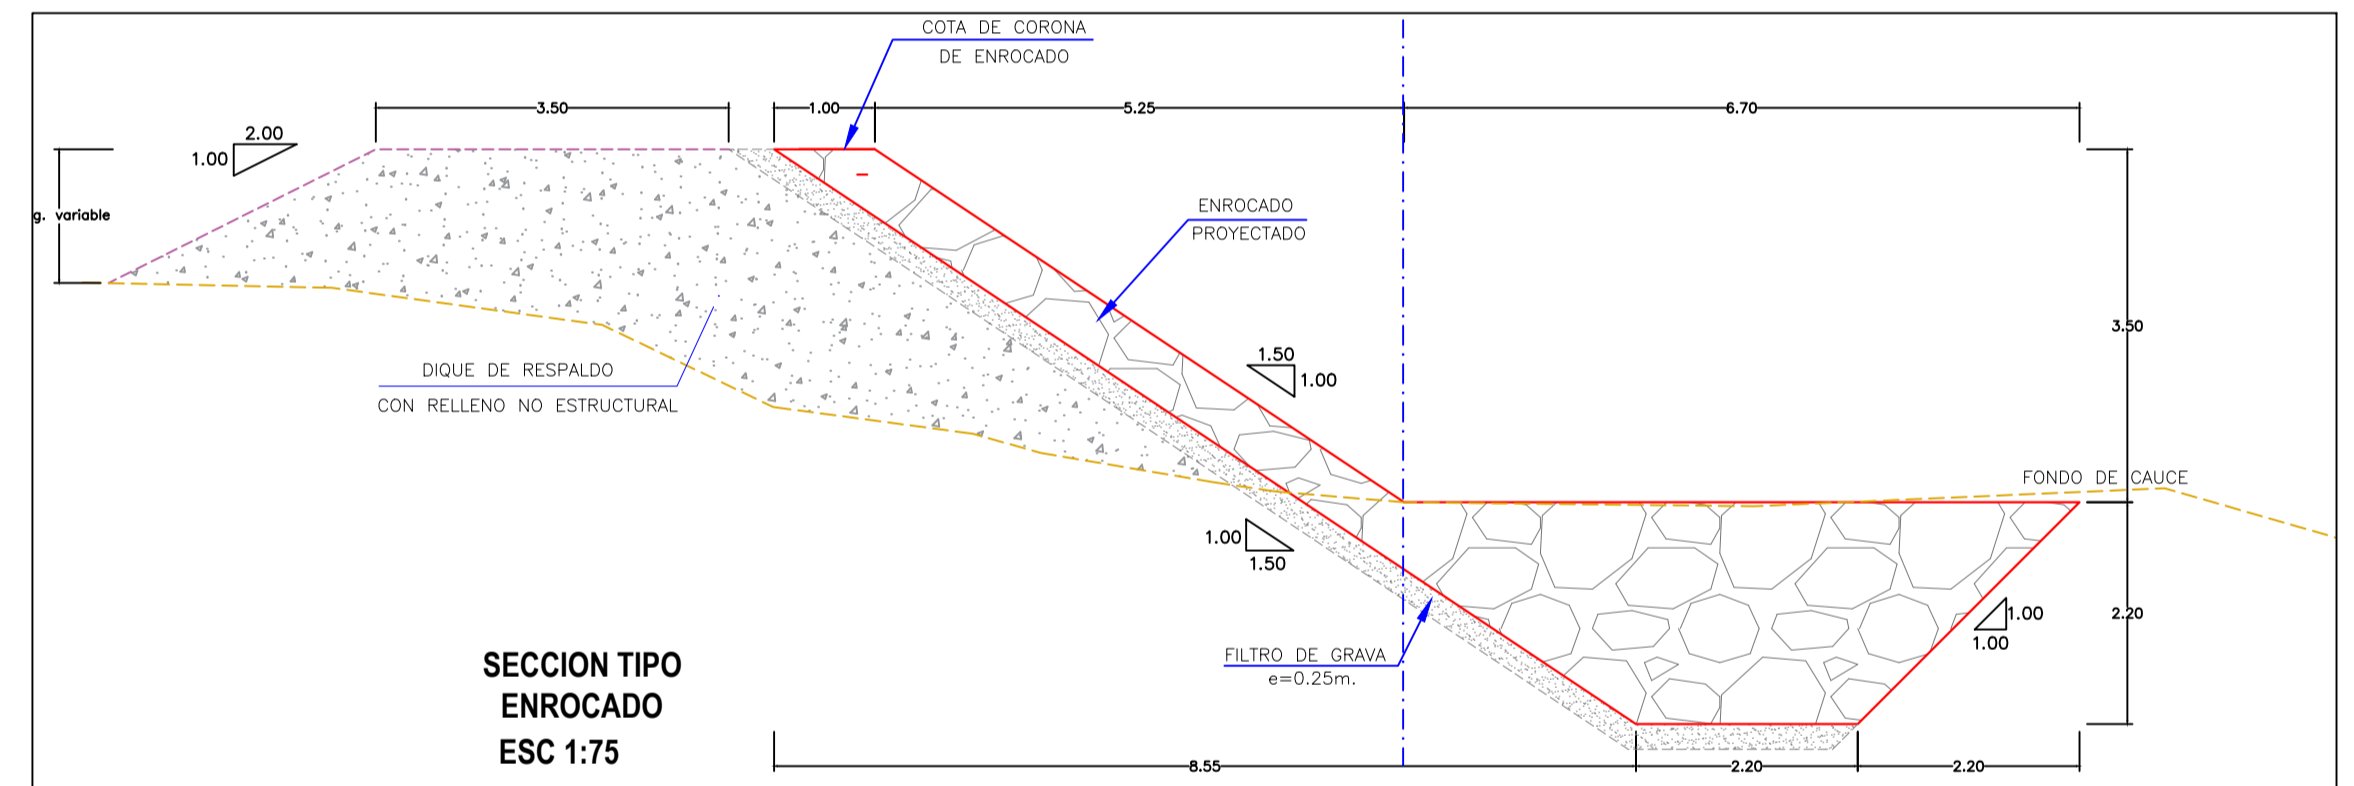 COTA DE CORONA
DE ENROCADO
3.50
1.00
5.25
6.70
2.00
1.00
g. variable
ENROCADO
PROYECTADO
3.50
1.50
1.00
DIQUE DE RESPALDO
CON RELLENO NO ESTRUCTURAL
FONDO DE CAUCE
1.00
1.50
1.00
1.00
2.20
FILTRO DE GRAVA
e=0.25m.
SECCION TIPO
ENROCADO
ESC 1:75
8.55
2.20
2.20